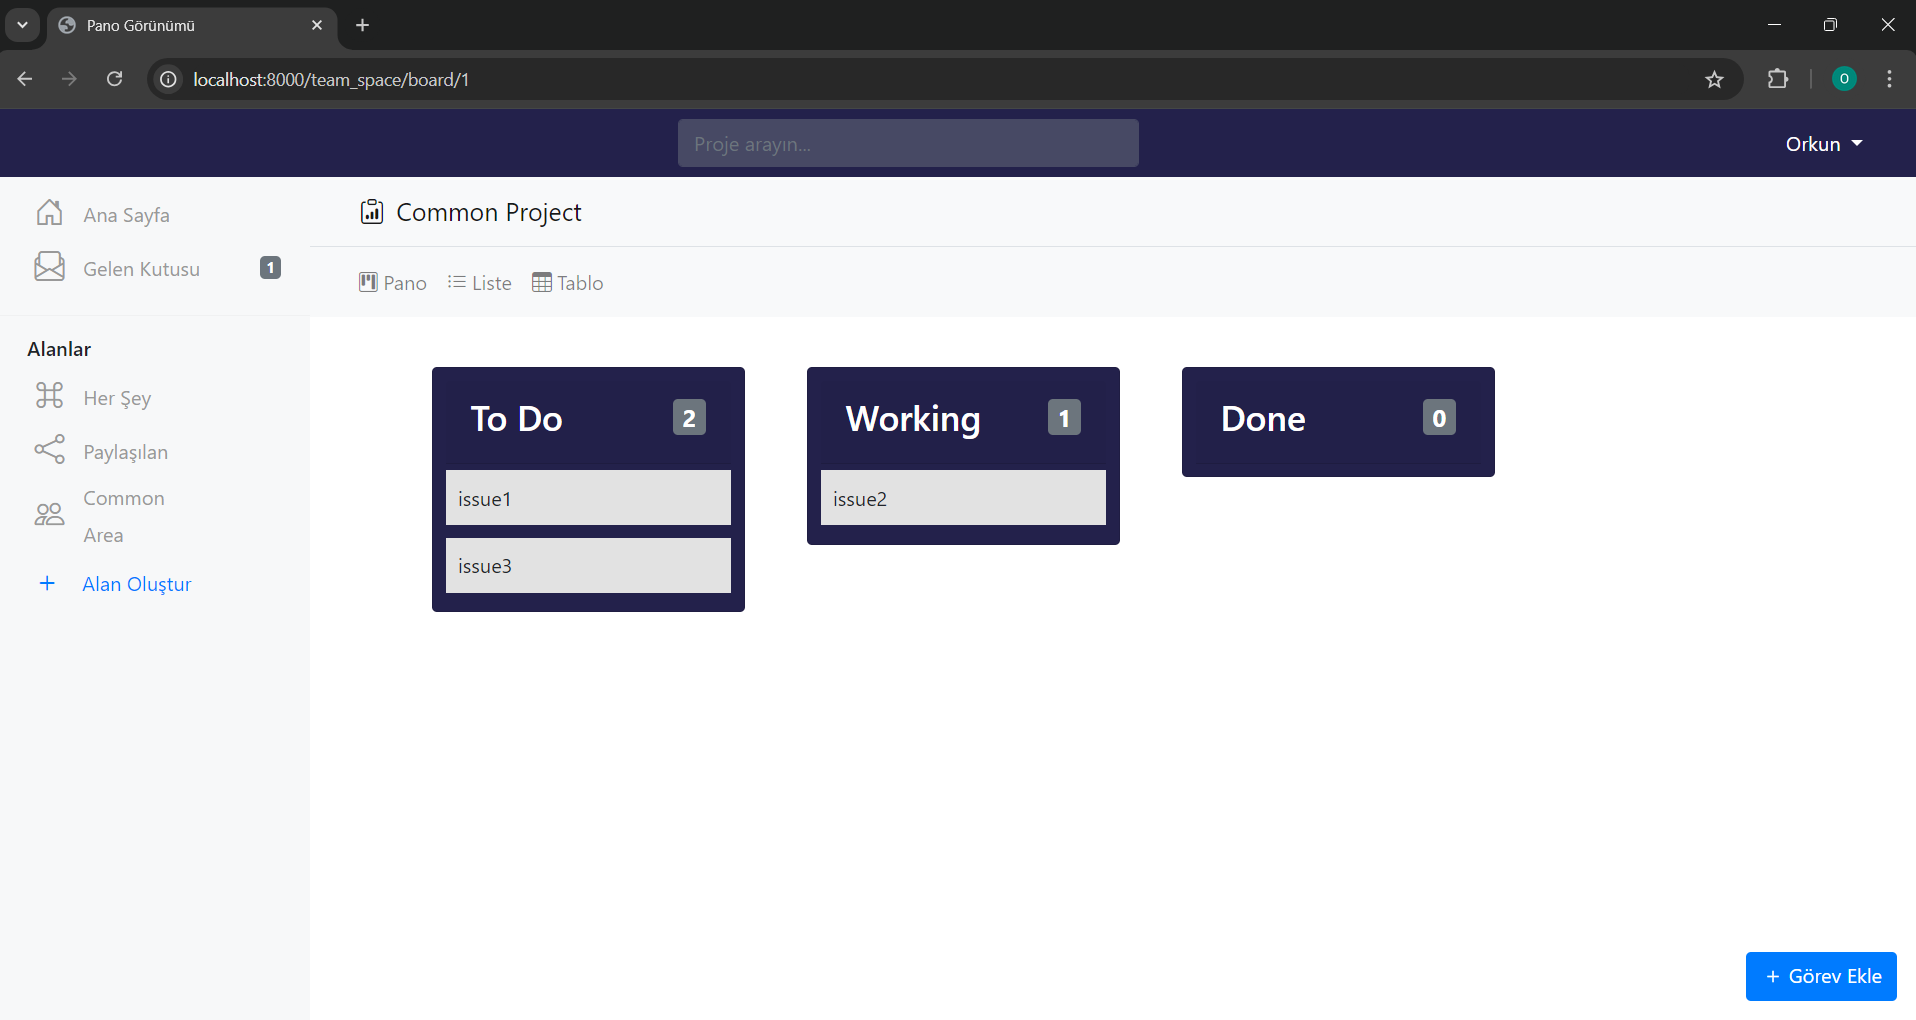 Pano Görünümü
localhost:8000/team_space/board/1
O
Proje arayın...
Orkun
Ana Sayfa
Gelen Kutusu 1
Alanlar
Her Şey
Paylaşılan
Common
Area
+ Alan Oluştur
Common Project
Pano Liste Tablo
To Do 2
issue1
issue3
Working 1
issue2
Done 0
+ Görev Ekle